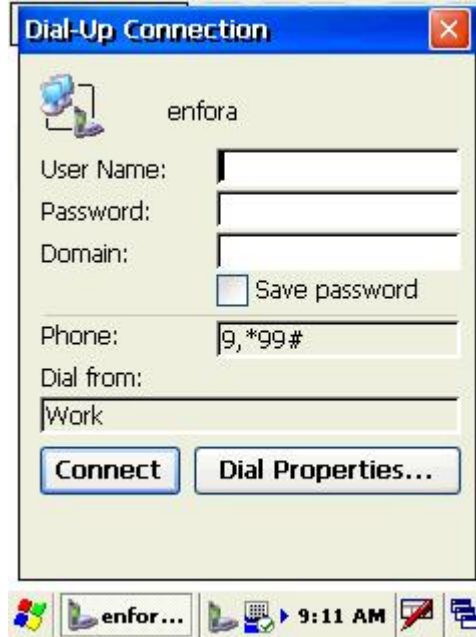 Dial-Up Connection
enfora
User Name:
Password:
Domain:
Save password
Phone: 9,*99#
Dial from:
Work
Connect Dial Properties...
enfor... 9:11 AM